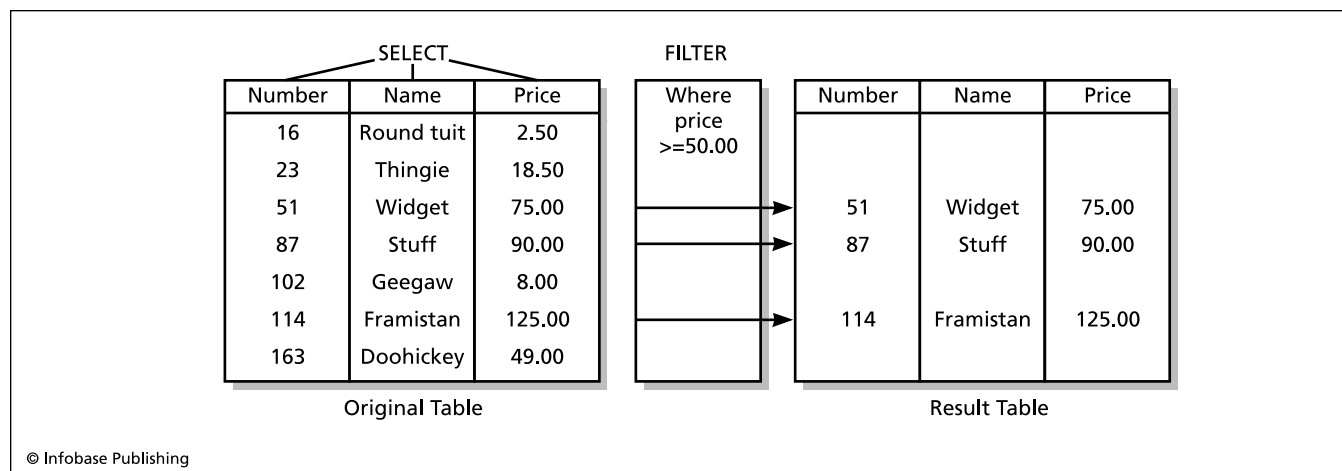 SELECT FILTER
Number Name Price Where price >=50.00 Number Name Price
16 Round tuit 2.50
23 Thingie 18.50
51 Widget 75.00 51 Widget 75.00
87 Stuff 90.00 87 Stuff 90.00
102 Geegaw 8.00
114 Framistan 125.00 114 Framistan 125.00
163 Doohickey 49.00
Original Table Result Table
© Infobase Publishing